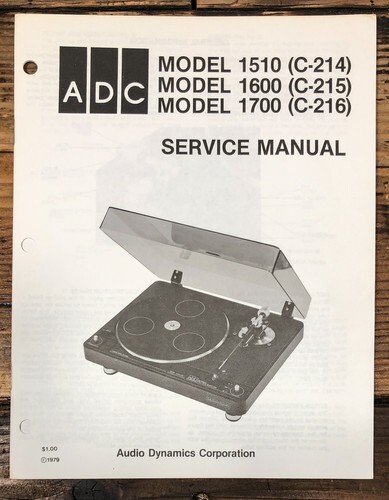 ADC
MODEL 1510 (C-214)
MODEL 1600 (C-215)
MODEL 1700 (C-216)
SERVICE MANUAL
$1.00
©1979
Audio Dynamics Corporation